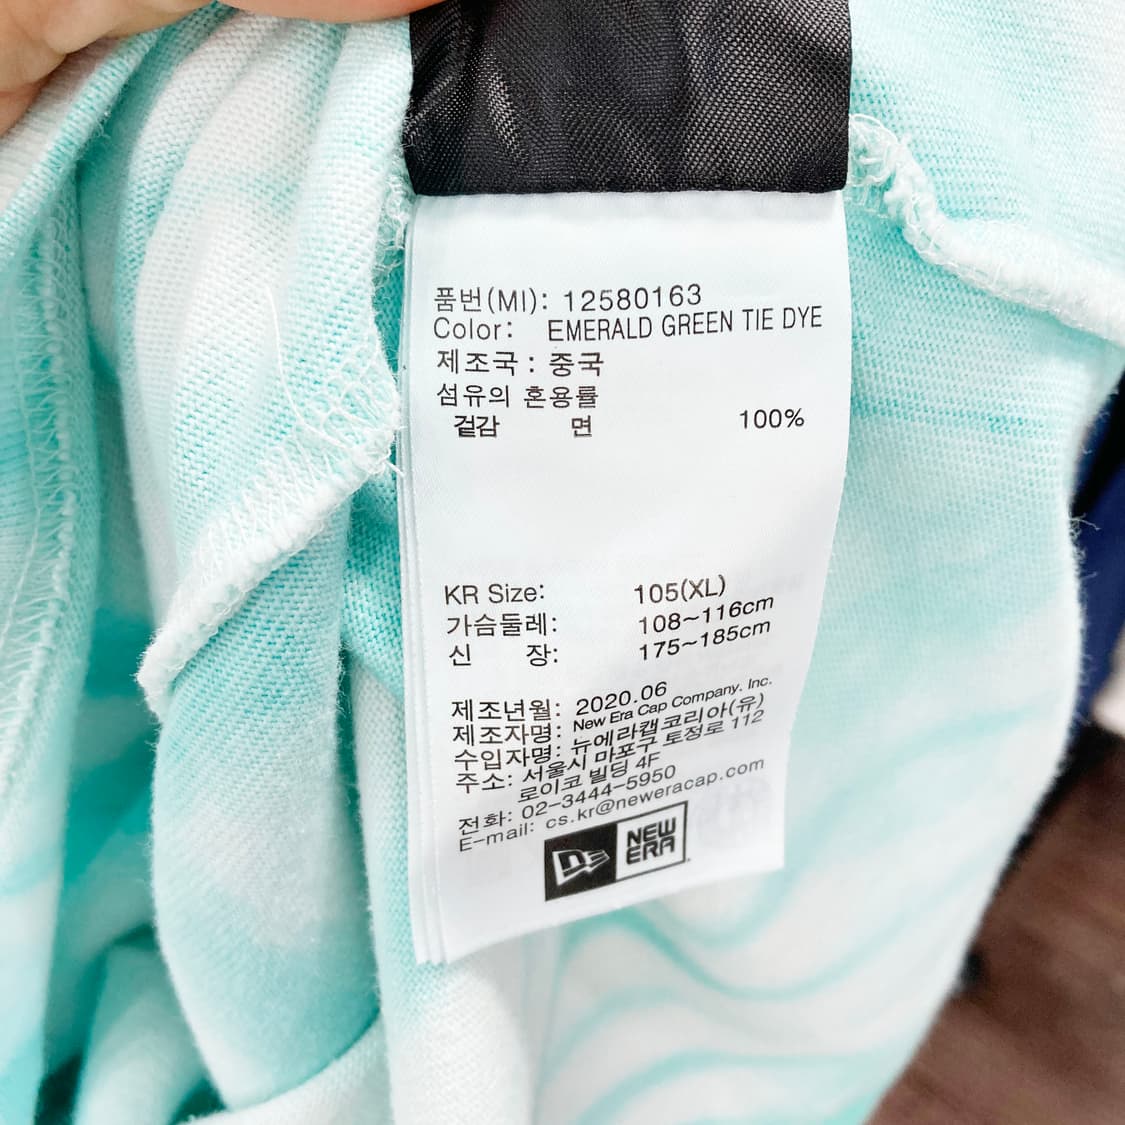 품번(MI): 12580163
Color: EMERALD GREEN TIE DYE
제조국 : 중국
섬유의 혼용률
겉감 면 100%
KR Size: 105(XL)
가슴둘레: 108~116cm
신 장: 175~185cm
제조년월: 2020.06
제조자명: New Era Cap Company. Inc.
수입자명: 뉴에라캡코리아(유)
주소: 서울시 마포구 토정로 112
로이코 빌딩 4F
전화: 02-3444-5950
E-mail: cs.kr@neweracap.com
NEW
ERA